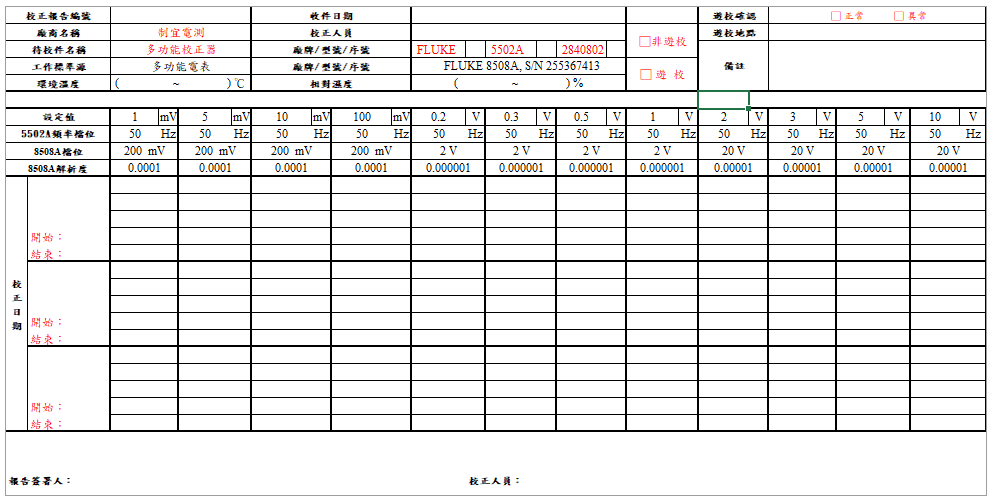 校正報告編號 收件日期 遊校確認 □正常 □異常
廠商名稱 制宜電測 校正人員 □非遊校 遊校地點
待校件名稱 多功能校正器 廠牌/型號/序號 FLUKE 5502A 2840802
工作標準源 多功能電表 廠牌/型號/序號 FLUKE 8508A, S/N 255367413 □遊 校 備註
環境溫度 ( ~ )℃ 相對濕度 ( ~ )%
設定值 1 mV 5 mV 10 mV 100 mV 0.2 V 0.3 V 0.5 V 1 V 2 V 3 V 5 V 10 V
5502A頻率檔位 50 Hz 50 Hz 50 Hz 50 Hz 50 Hz 50 Hz 50 Hz 50 Hz 50 Hz 50 Hz 50 Hz 50 Hz
8508A檔位 200 mV 200 mV 200 mV 200 mV 2 V 2 V 2 V 2 V 20 V 20 V 20 V 20 V
8508A解析度 0.0001 0.0001 0.0001 0.0001 0.000001 0.000001 0.000001 0.000001 0.00001 0.00001 0.00001 0.00001
校正日期
開始：
結束：
開始：
結束：
開始：
結束：
報告簽署人： 校正人員：